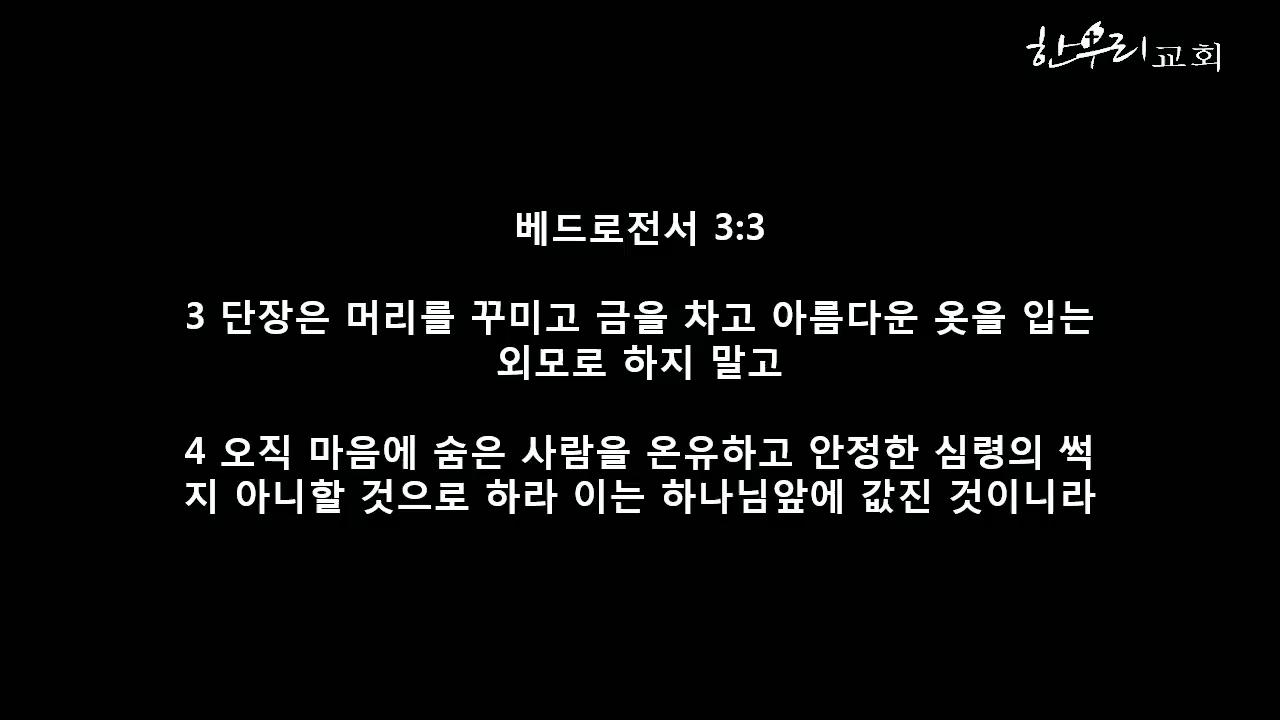 한우리교회
베드로전서 3:3
3 단장은 머리를 꾸미고 금을 차고 아름다운 옷을 입는
외모로 하지 말고
4 오직 마음에 숨은 사람을 온유하고 안정한 심령의 썩
지 아니할 것으로 하라 이는 하나님앞에 값진 것이니라